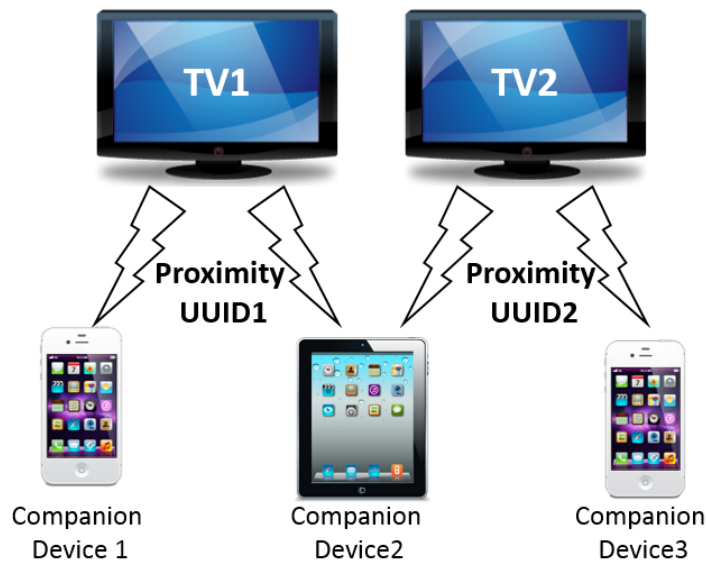 TV1
TV2
Proximity
UUID1
Proximity
UUID2
Companion
Device 1
Companion
Device2
Companion
Device3